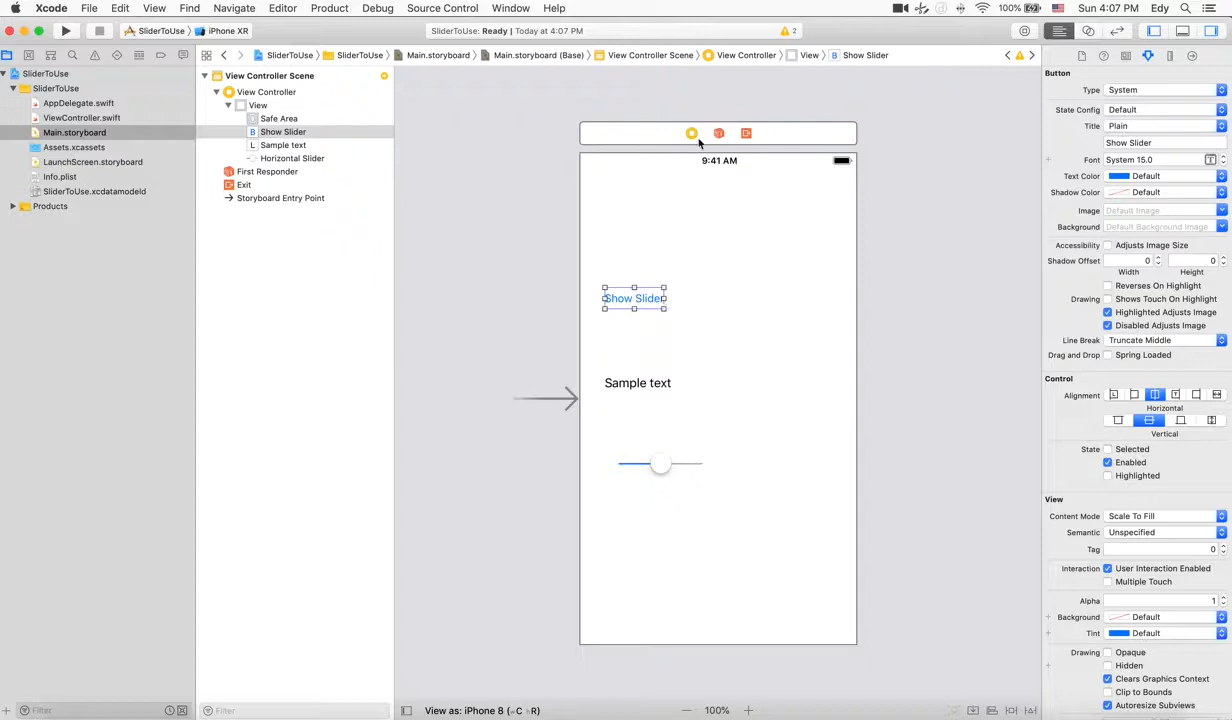 Xcode File Edit View Find Navigate Editor Product Debug Source Control Window Help 100% Sun 4:07 PM Edy
SliderToUse iPhone XR SliderToUse: Ready | Today at 4:07 PM 2
SliderToUse SliderToUse Main.storyboard Main.storyboard (Base) View Controller Scene View Controller View B Show Slider
SliderToUse
SliderToUse
AppDelegate.swift
ViewController.swift
Main.storyboard
Assets.xcassets
LaunchScreen.storyboard
Info.plist
SliderToUse.xcdatamodeld
Products
Filter
View Controller Scene
View Controller
View
Safe Area
B Show Slider
L Sample text
Horizontal Slider
First Responder
Exit
Storyboard Entry Point
Filter
9:41 AM
Show Slider
Sample text
View as: iPhone 8 (wC hR)
100%
Button
Type System
State Config Default
Title Plain
Show Slider
Font System 15.0
Text Color Default
Shadow Color Default
Image Default Image
Background Default Background Image
Accessibility Adjusts Image Size
Shadow Offset 0 0
Width Height
Reverses On Highlight
Drawing Shows Touch On Highlight
Highlighted Adjusts Image
Disabled Adjusts Image
Line Break Truncate Middle
Drag and Drop Spring Loaded
Control
Alignment
Horizontal
Vertical
State Selected
Enabled
Highlighted
View
Content Mode Scale To Fill
Semantic Unspecified
Tag 0
Interaction User Interaction Enabled
Multiple Touch
Alpha 1
Background Default
Tint Default
Drawing Opaque
Hidden
Clears Graphics Context
Clip to Bounds
Autoresize Subviews